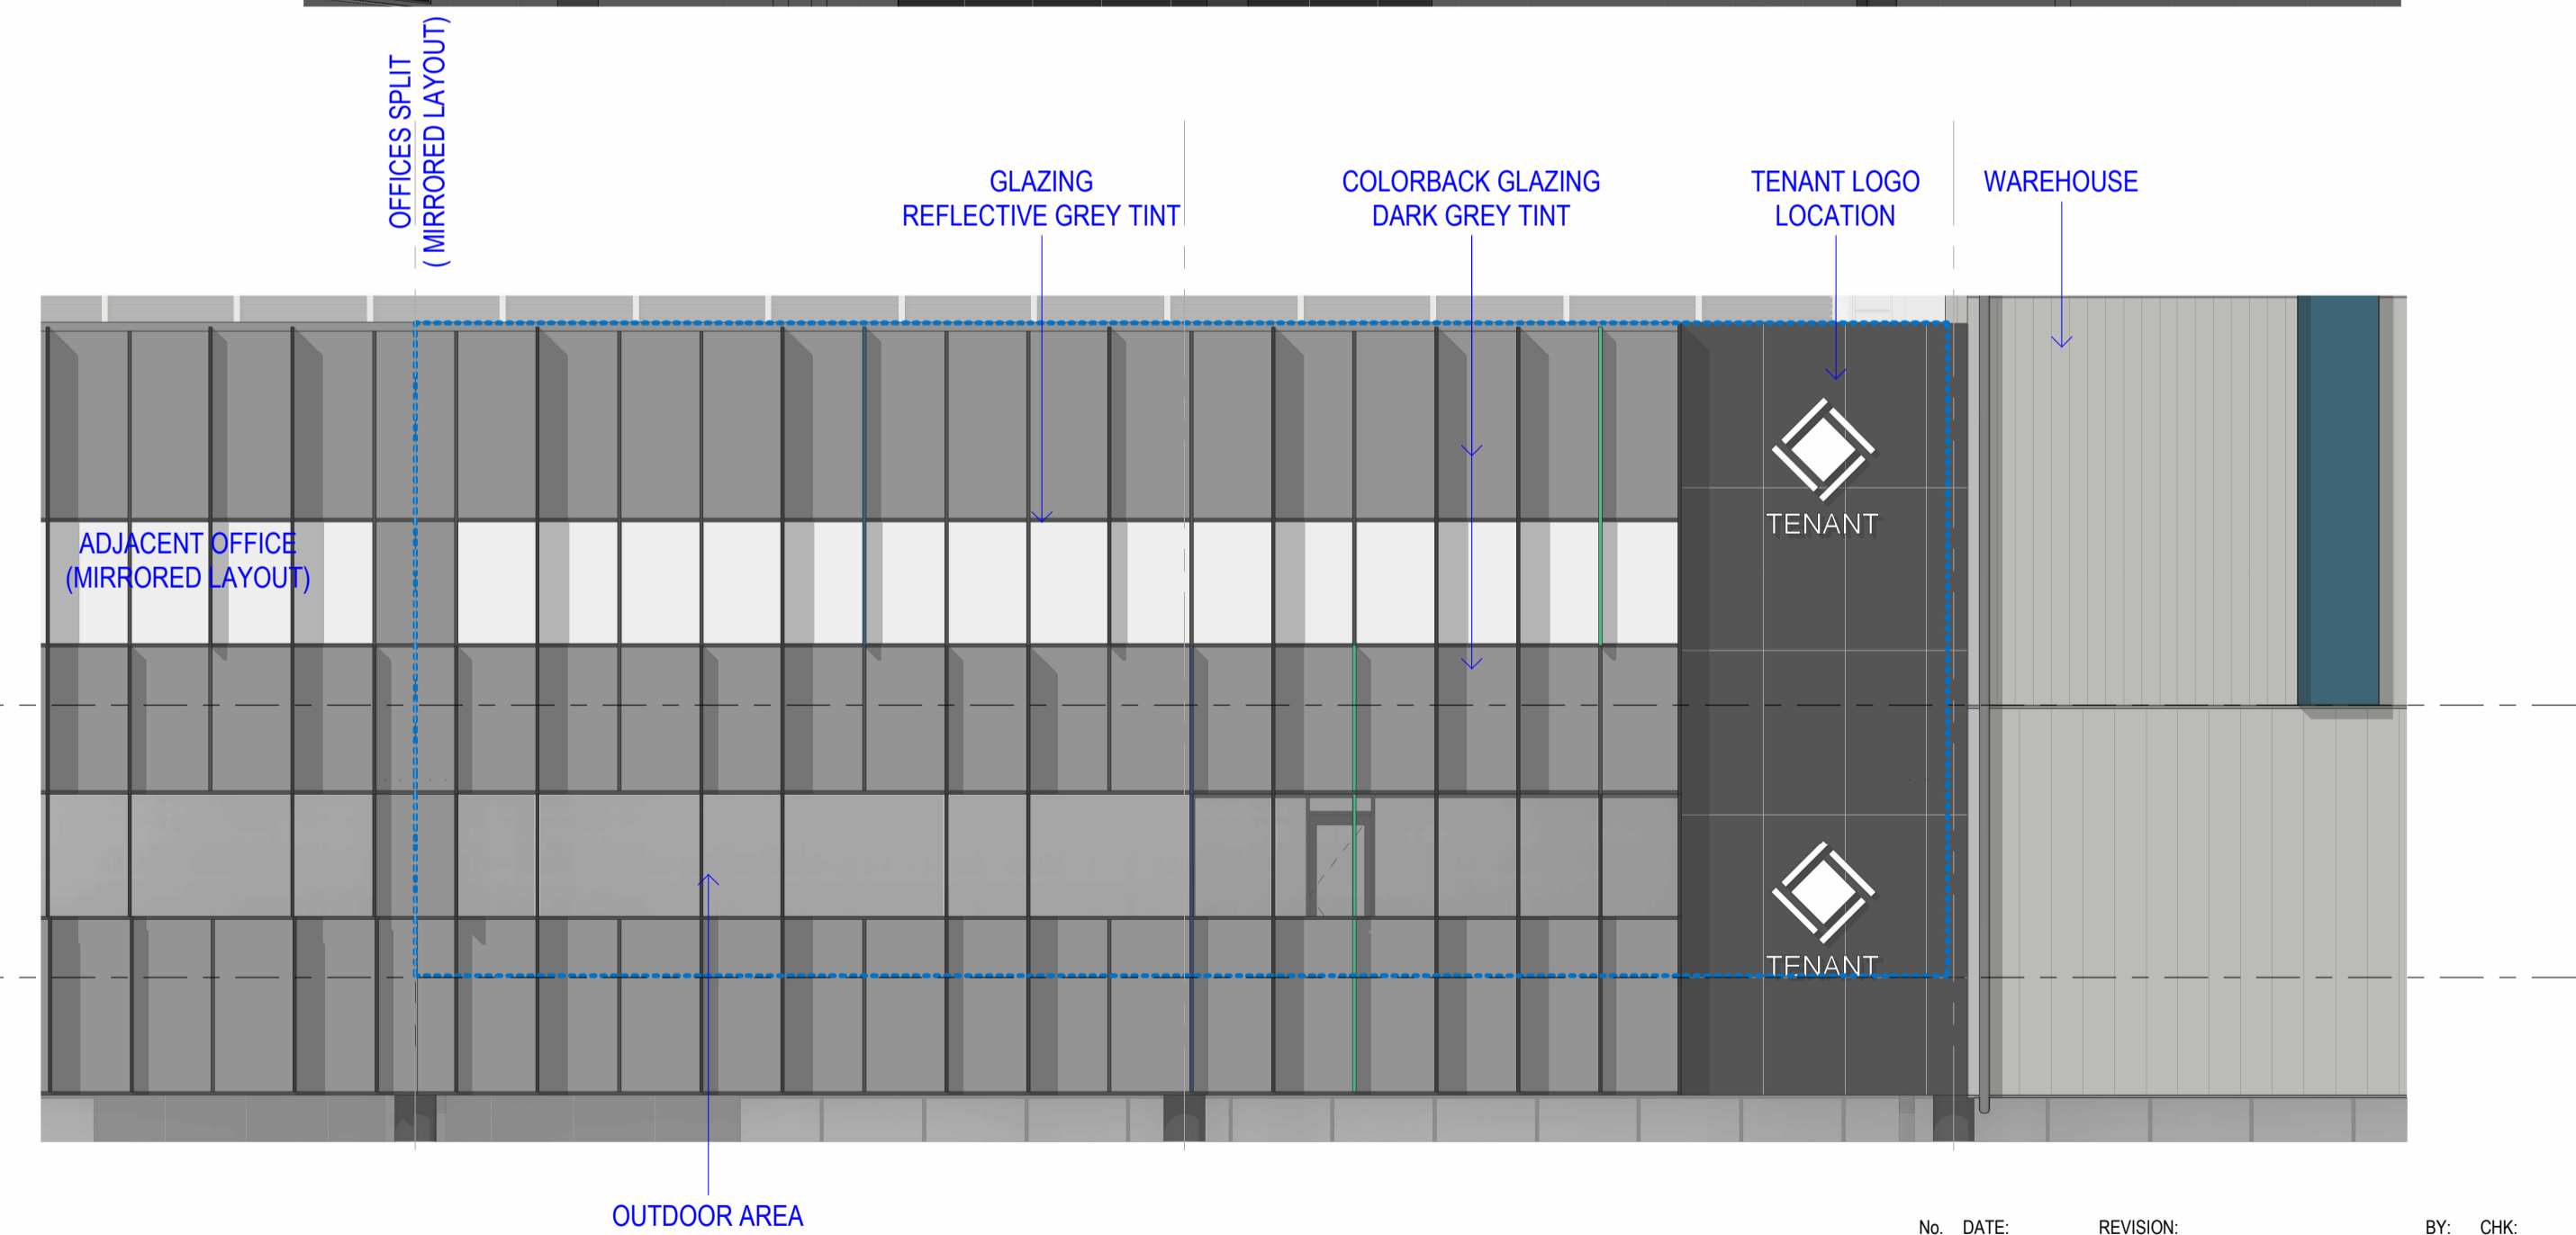 OFFICES SPLIT
(MIRRORED LAYOUT)
GLAZING
REFLECTIVE GREY TINT
COLORBACK GLAZING
DARK GREY TINT
TENANT LOGO
LOCATION
WAREHOUSE
ADJACENT OFFICE
(MIRRORED LAYOUT)
TENANT
TENANT
OUTDOOR AREA
No. DATE: REVISION: BY: CHK: